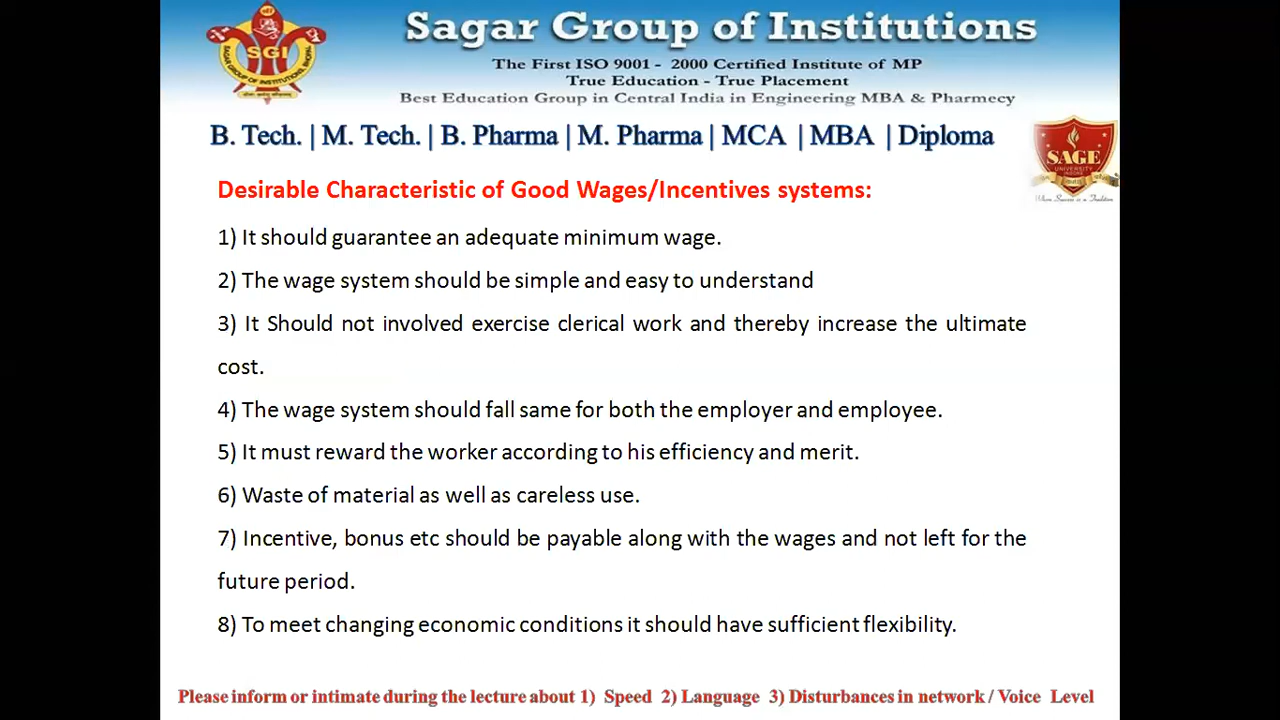 Sagar Group of Institutions
SGI
The First ISO 9001 - 2000 Certified Institute of MP
True Education - True Placement
Best Education Group in Central India in Engineering MBA & Pharmecy
B. Tech. | M. Tech. | B. Pharma | M. Pharma | MCA | MBA | Diploma
SAGE
UNIVERSITY
Desirable Characteristic of Good Wages/Incentives systems:
1) It should guarantee an adequate minimum wage.
2) The wage system should be simple and easy to understand
3) It Should not involved exercise clerical work and thereby increase the ultimate
cost.
4) The wage system should fall same for both the employer and employee.
5) It must reward the worker according to his efficiency and merit.
6) Waste of material as well as careless use.
7) Incentive, bonus etc should be payable along with the wages and not left for the
future period.
8) To meet changing economic conditions it should have sufficient flexibility.
Please inform or intimate during the lecture about 1) Speed 2) Language 3) Disturbances in network / Voice Level